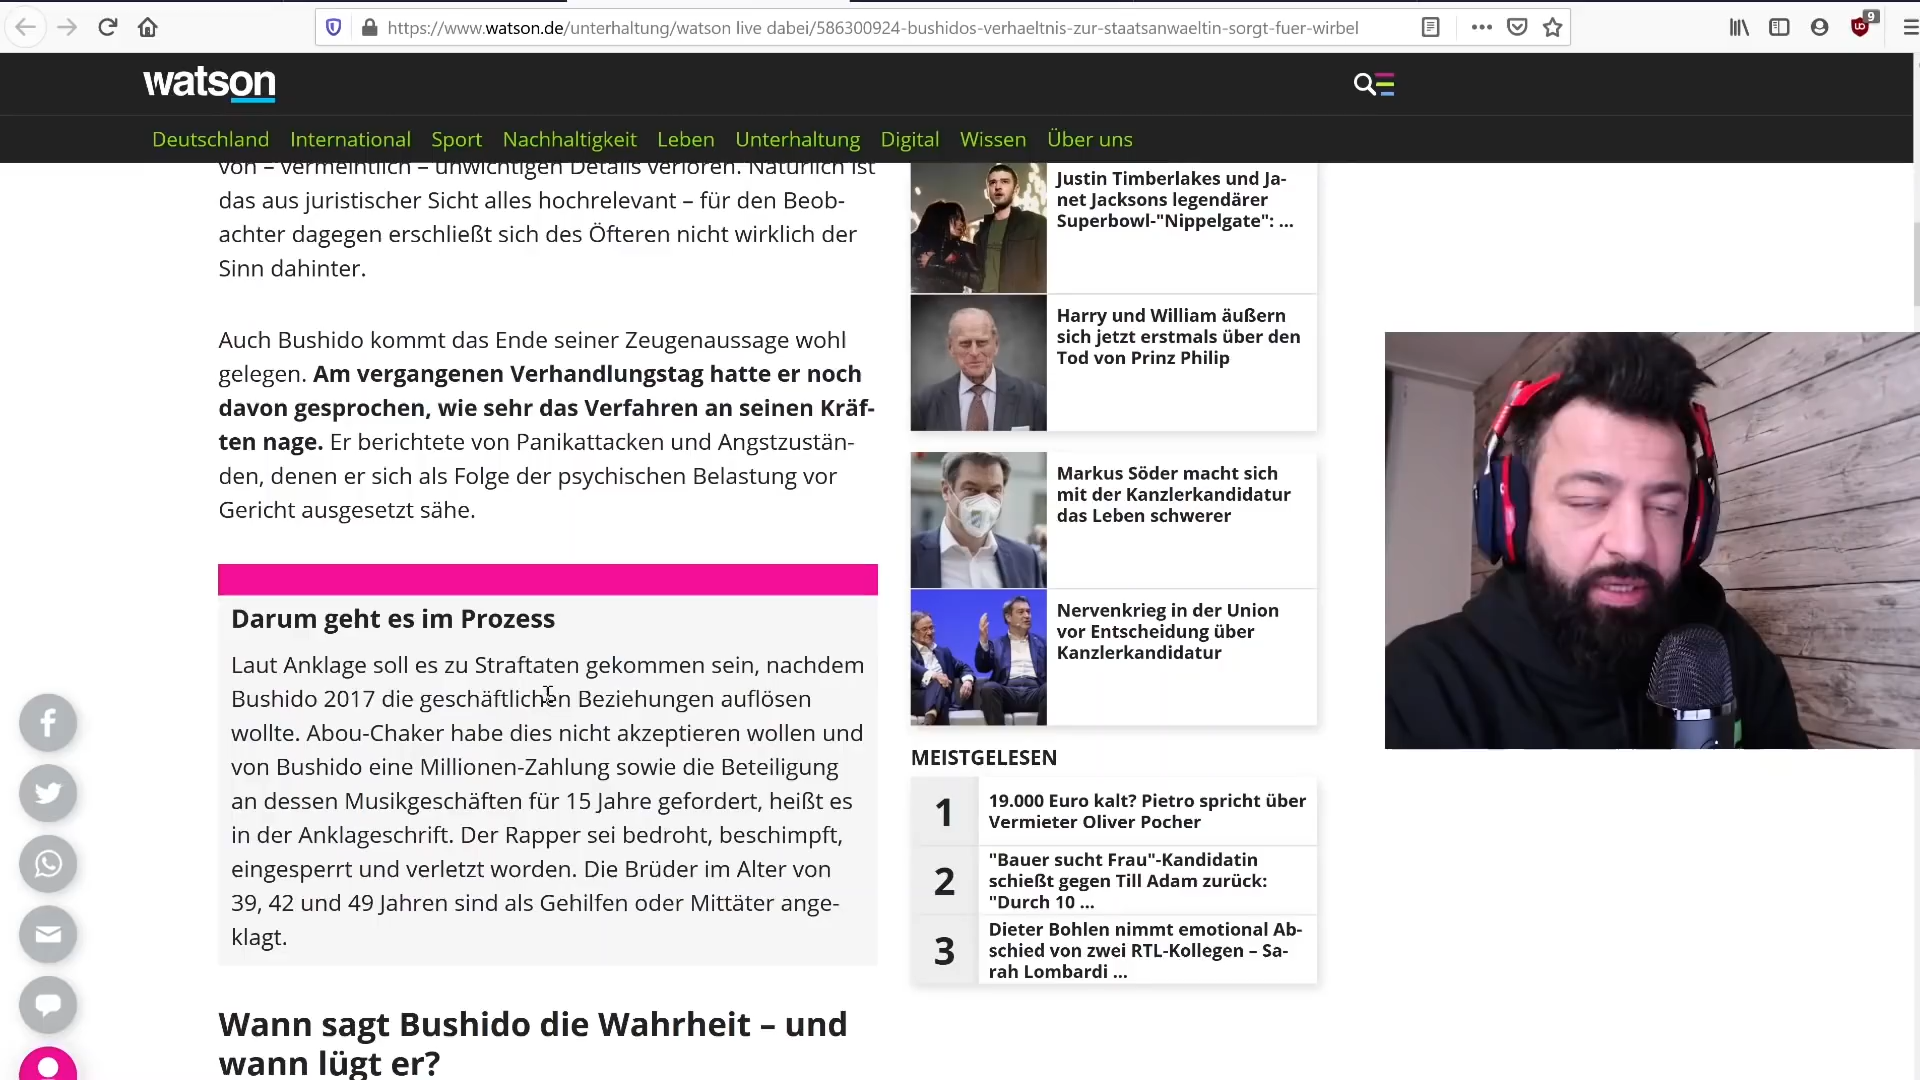 https://www.watson.de/unterhaltung/watson live dabei/586300924-bushidos-verhaeltnis-zur-staatsanwaeltin-sorgt-fuer-wirbel
9
watson
Deutschland International Sport Nachhaltigkeit Leben Unterhaltung Digital Wissen Über uns
von – vermeintlich – unwichtigen Details verloren. Natürlich ist
das aus juristischer Sicht alles hochrelevant – für den Beob-
achter dagegen erschließt sich des Öfteren nicht wirklich der
Sinn dahinter.
Auch Bushido kommt das Ende seiner Zeugenaussage wohl
gelegen. Am vergangenen Verhandlungstag hatte er noch
davon gesprochen, wie sehr das Verfahren an seinen Kräf-
ten nage. Er berichtete von Panikattacken und Angstzustän-
den, denen er sich als Folge der psychischen Belastung vor
Gericht ausgesetzt sähe.
Darum geht es im Prozess
Laut Anklage soll es zu Straftaten gekommen sein, nachdem
Bushido 2017 die geschäftlichen Beziehungen auflösen
wollte. Abou-Chaker habe dies nicht akzeptieren wollen und
von Bushido eine Millionen-Zahlung sowie die Beteiligung
an dessen Musikgeschäften für 15 Jahre gefordert, heißt es
in der Anklageschrift. Der Rapper sei bedroht, beschimpft,
eingesperrt und verletzt worden. Die Brüder im Alter von
39, 42 und 49 Jahren sind als Gehilfen oder Mittäter ange-
klagt.
Wann sagt Bushido die Wahrheit – und
wann lügt er?
Justin Timberlakes und Ja-
net Jacksons legendärer
Superbowl-"Nippelgate": ...
Harry und William äußern
sich jetzt erstmals über den
Tod von Prinz Philip
Markus Söder macht sich
mit der Kanzlerkandidatur
das Leben schwerer
Nervenkrieg in der Union
vor Entscheidung über
Kanzlerkandidatur
MEISTGELESEN
1
19.000 Euro kalt? Pietro spricht über
Vermieter Oliver Pocher
2
"Bauer sucht Frau"-Kandidatin
schießt gegen Till Adam zurück:
"Durch 10 ...
3
Dieter Bohlen nimmt emotional Ab-
schied von zwei RTL-Kollegen – Sa-
rah Lombardi ...